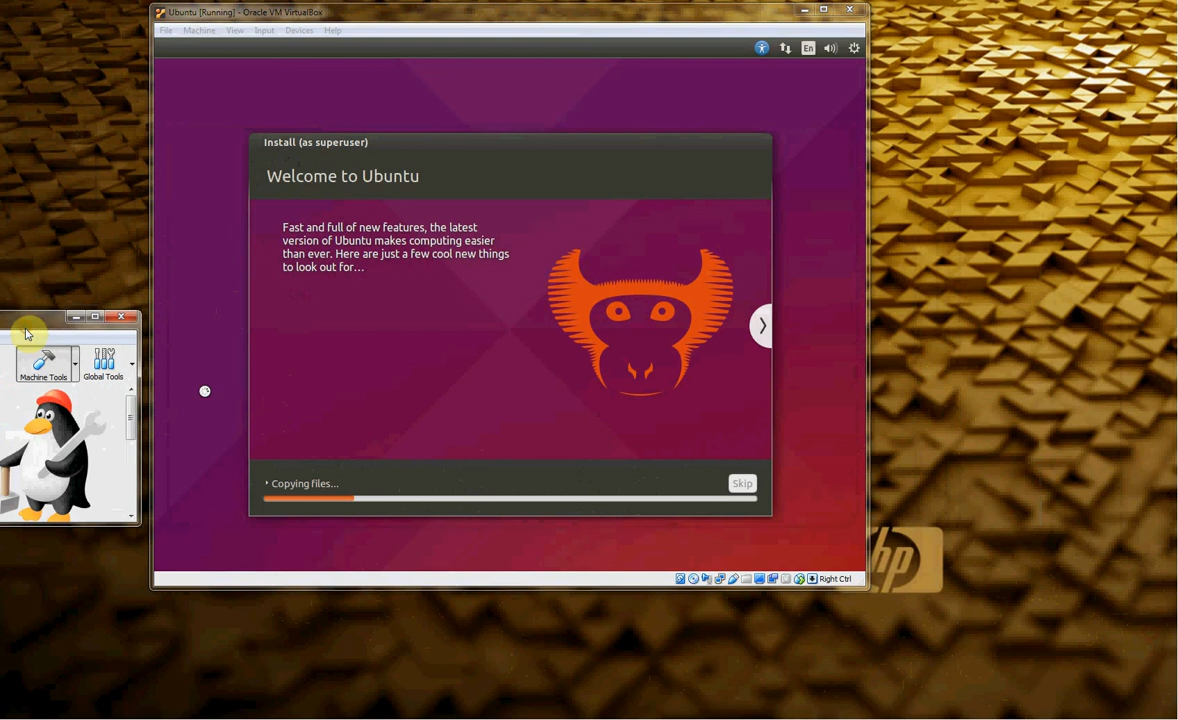 Ubuntu [Running] - Oracle VM VirtualBox
File Machine View Input Devices Help
En
Install (as superuser)
Welcome to Ubuntu
Fast and full of new features, the latest
version of Ubuntu makes computing easier
than ever. Here are just a few cool new things
to look out for...
Machine Tools
Global Tools
Copying files...
Skip
hp
Right Ctrl